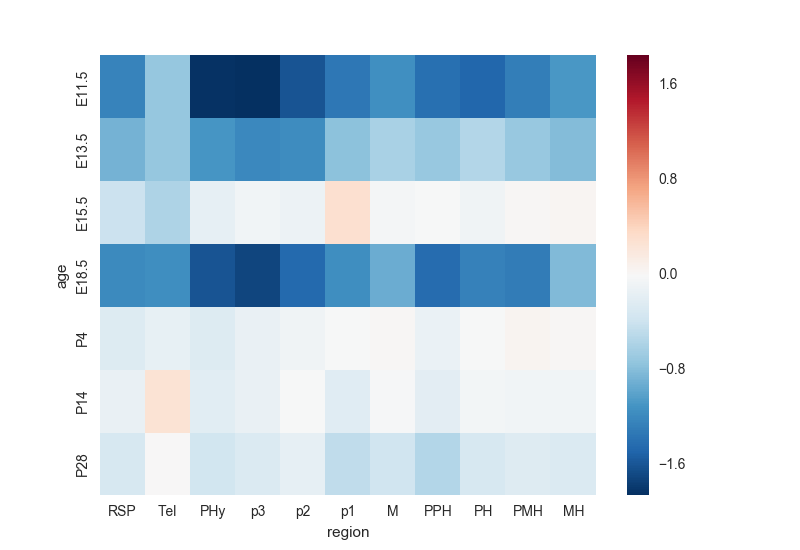 age
E11.5
E13.5
E15.5
E18.5
P4
P14
P28
RSP Tel PHy p3 p2 p1 M PPH PH PMH MH
region
1.6
0.8
0.0
−0.8
−1.6